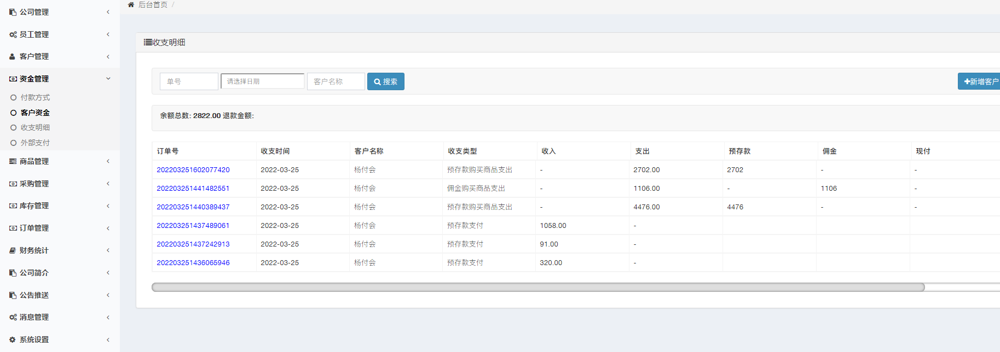 后台首页 /
公司管理
员工管理
客户管理
资金管理
付款方式
客户资金
收支明细
外部支付
商品管理
采购管理
库存管理
订单管理
财务统计
公司简介
公告推送
消息管理
系统设置
收支明细
单号 请选择日期 客户名称 搜索 新增客户
余额总数: 2822.00 退款金额:
订单号 收支时间 客户名称 收支类型 收入 支出 预存款 佣金 现付
202203251602077420 2022-03-25 杨付会 预存款购买商品支出 - 2702.00 2702 - -
202203251441482551 2022-03-25 杨付会 佣金购买商品支出 - 1106.00 - 1106 -
202203251440389437 2022-03-25 杨付会 预存款购买商品支出 - 4476.00 4476 - -
202203251437489061 2022-03-25 杨付会 预存款支付 1058.00 -
202203251437242913 2022-03-25 杨付会 预存款支付 91.00 -
202203251436065946 2022-03-25 杨付会 预存款支付 320.00 -